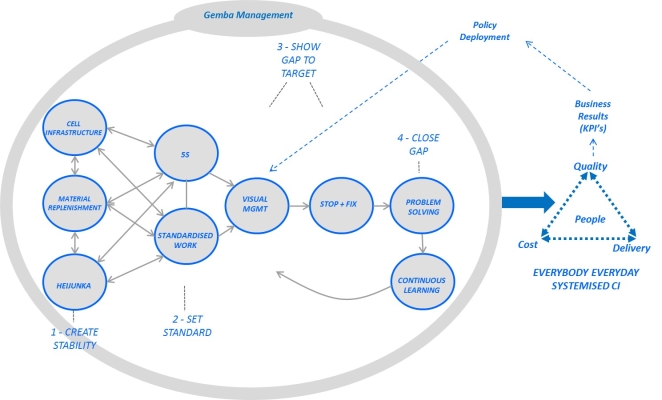 Gemba Management
Policy
Deployment
3 - SHOW
GAP TO
TARGET
Business
Results
(KPI's)
CELL
INFRASTRUCTURE
5S
4 - CLOSE
GAP
Quality
MATERIAL
REPLENISHMENT
VISUAL
MGMT
STOP + FIX
PROBLEM
SOLVING
People
STANDARDISED
WORK
Cost
Delivery
HEIJUNKA
CONTINUOUS
LEARNING
EVERYBODY EVERYDAY
SYSTEMISED CI
1 - CREATE
STABILITY
2 - SET
STANDARD